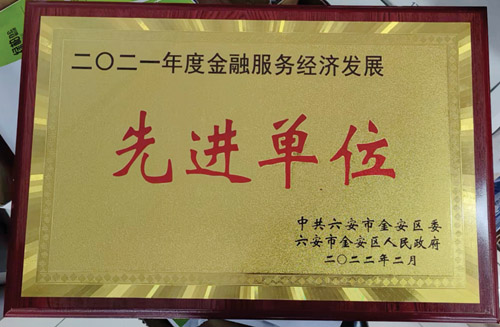 二〇二一年度金融服务经济发展
先进单位
中共六安市金安区委
六安市金安区人民政府
二〇二二年二月